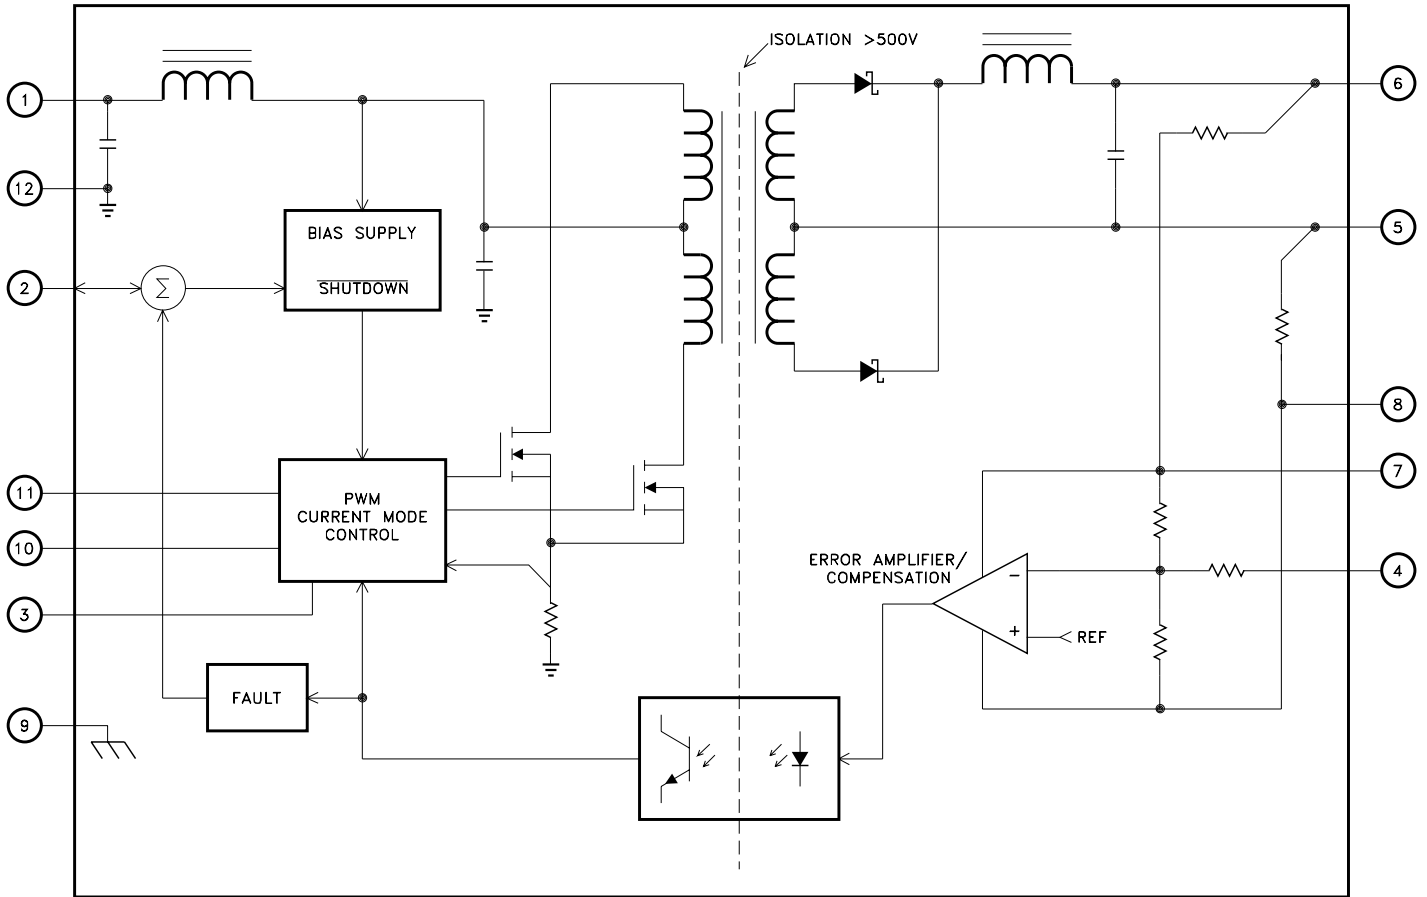 ISOLATION >500V
1
6
12
5
BIAS SUPPLY
2
Σ
SHUTDOWN
8
7
11
PWM
CURRENT MODE
CONTROL
10
ERROR AMPLIFIER/
COMPENSATION
−
4
3
+
REF
FAULT
9